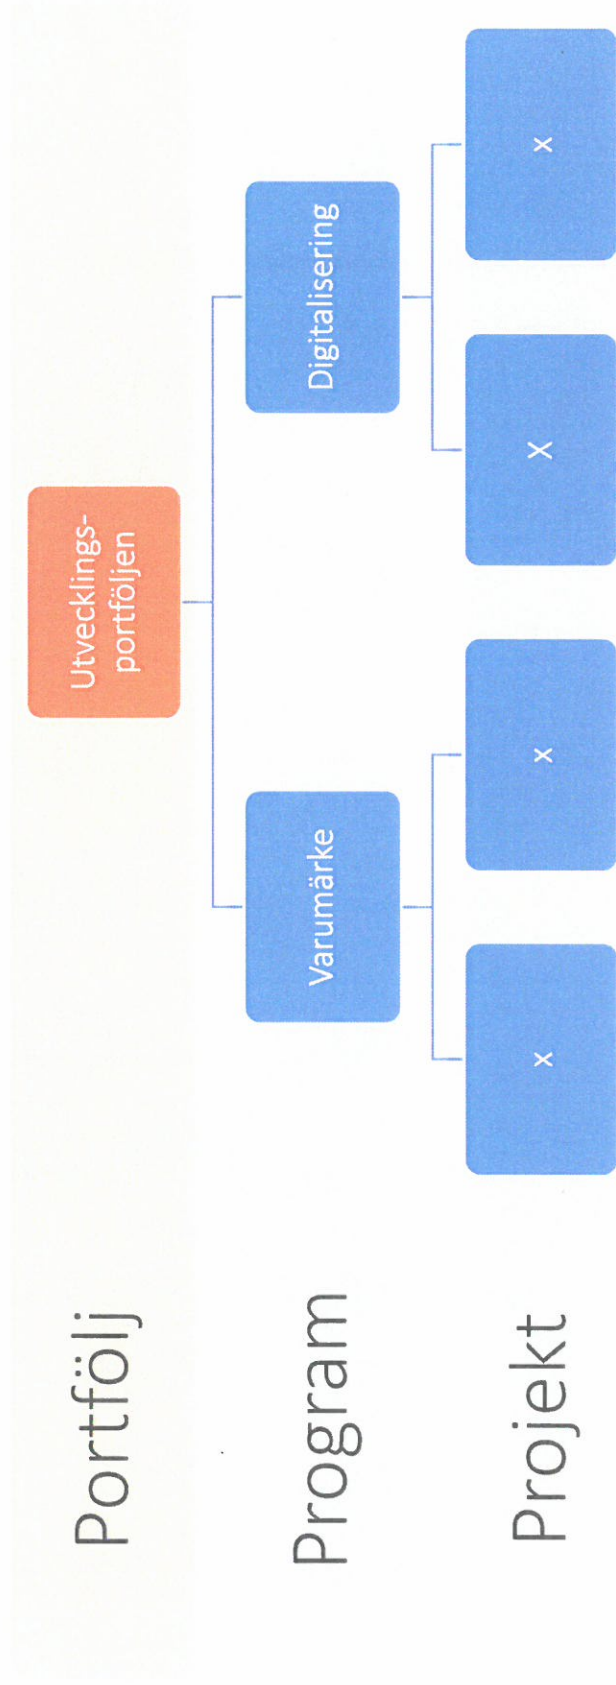 Portfölj
Utvecklings-
portföljen
Program
Varumärke
Digitalisering
Projekt
x
x
X
x